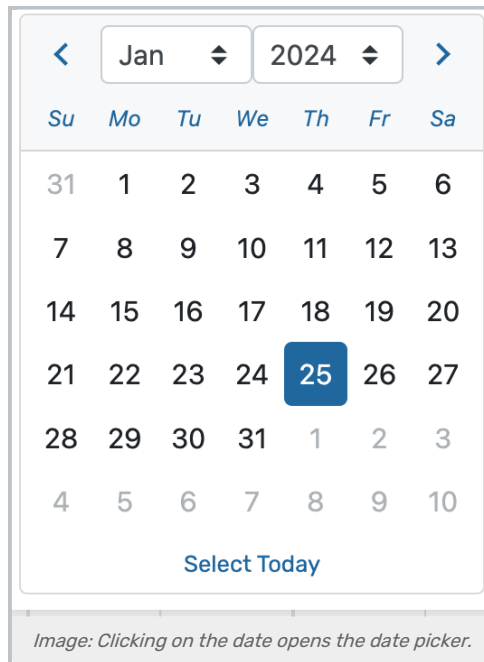 Jan 2024
Su Mo Tu We Th Fr Sa
31 1 2 3 4 5 6
7 8 9 10 11 12 13
14 15 16 17 18 19 20
21 22 23 24 25 26 27
28 29 30 31 1 2 3
4 5 6 7 8 9 10
Select Today
Image: Clicking on the date opens the date picker.